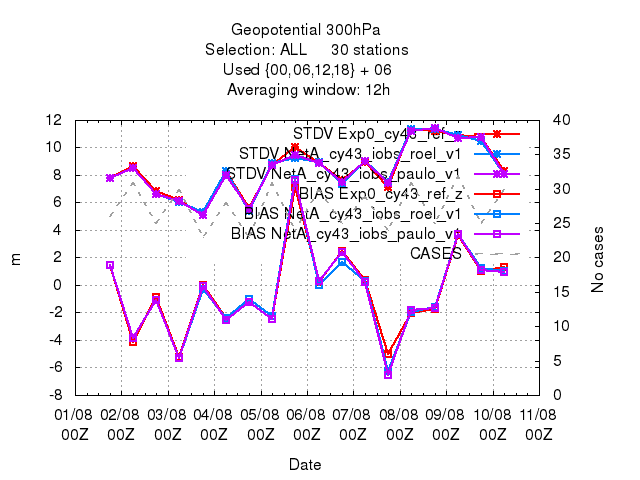 Geopotential 300hPa
Selection: ALL     30 stations
Used {00,06,12,18} + 06
Averaging window: 12h
12 40
STDV Exp0_cy43_ref_z
10 35
STDV NetA_cy43_iobs_roel_v1
8 30
STDV NetA_cy43_iobs_paulo_v1
BIAS Exp0_cy43_ref_z
6 25
BIAS NetA_cy43_iobs_roel_v1
4
BIAS NetA_cy43_iobs_paulo_v1
2 20
CASES
0 15
-2 10
-4 5
-6
-8 0
m
No cases
01/08 02/08 03/08 04/08 05/08 06/08 07/08 08/08 09/08 10/08 11/08
00Z 00Z 00Z 00Z 00Z 00Z 00Z 00Z 00Z 00Z 00Z
Date